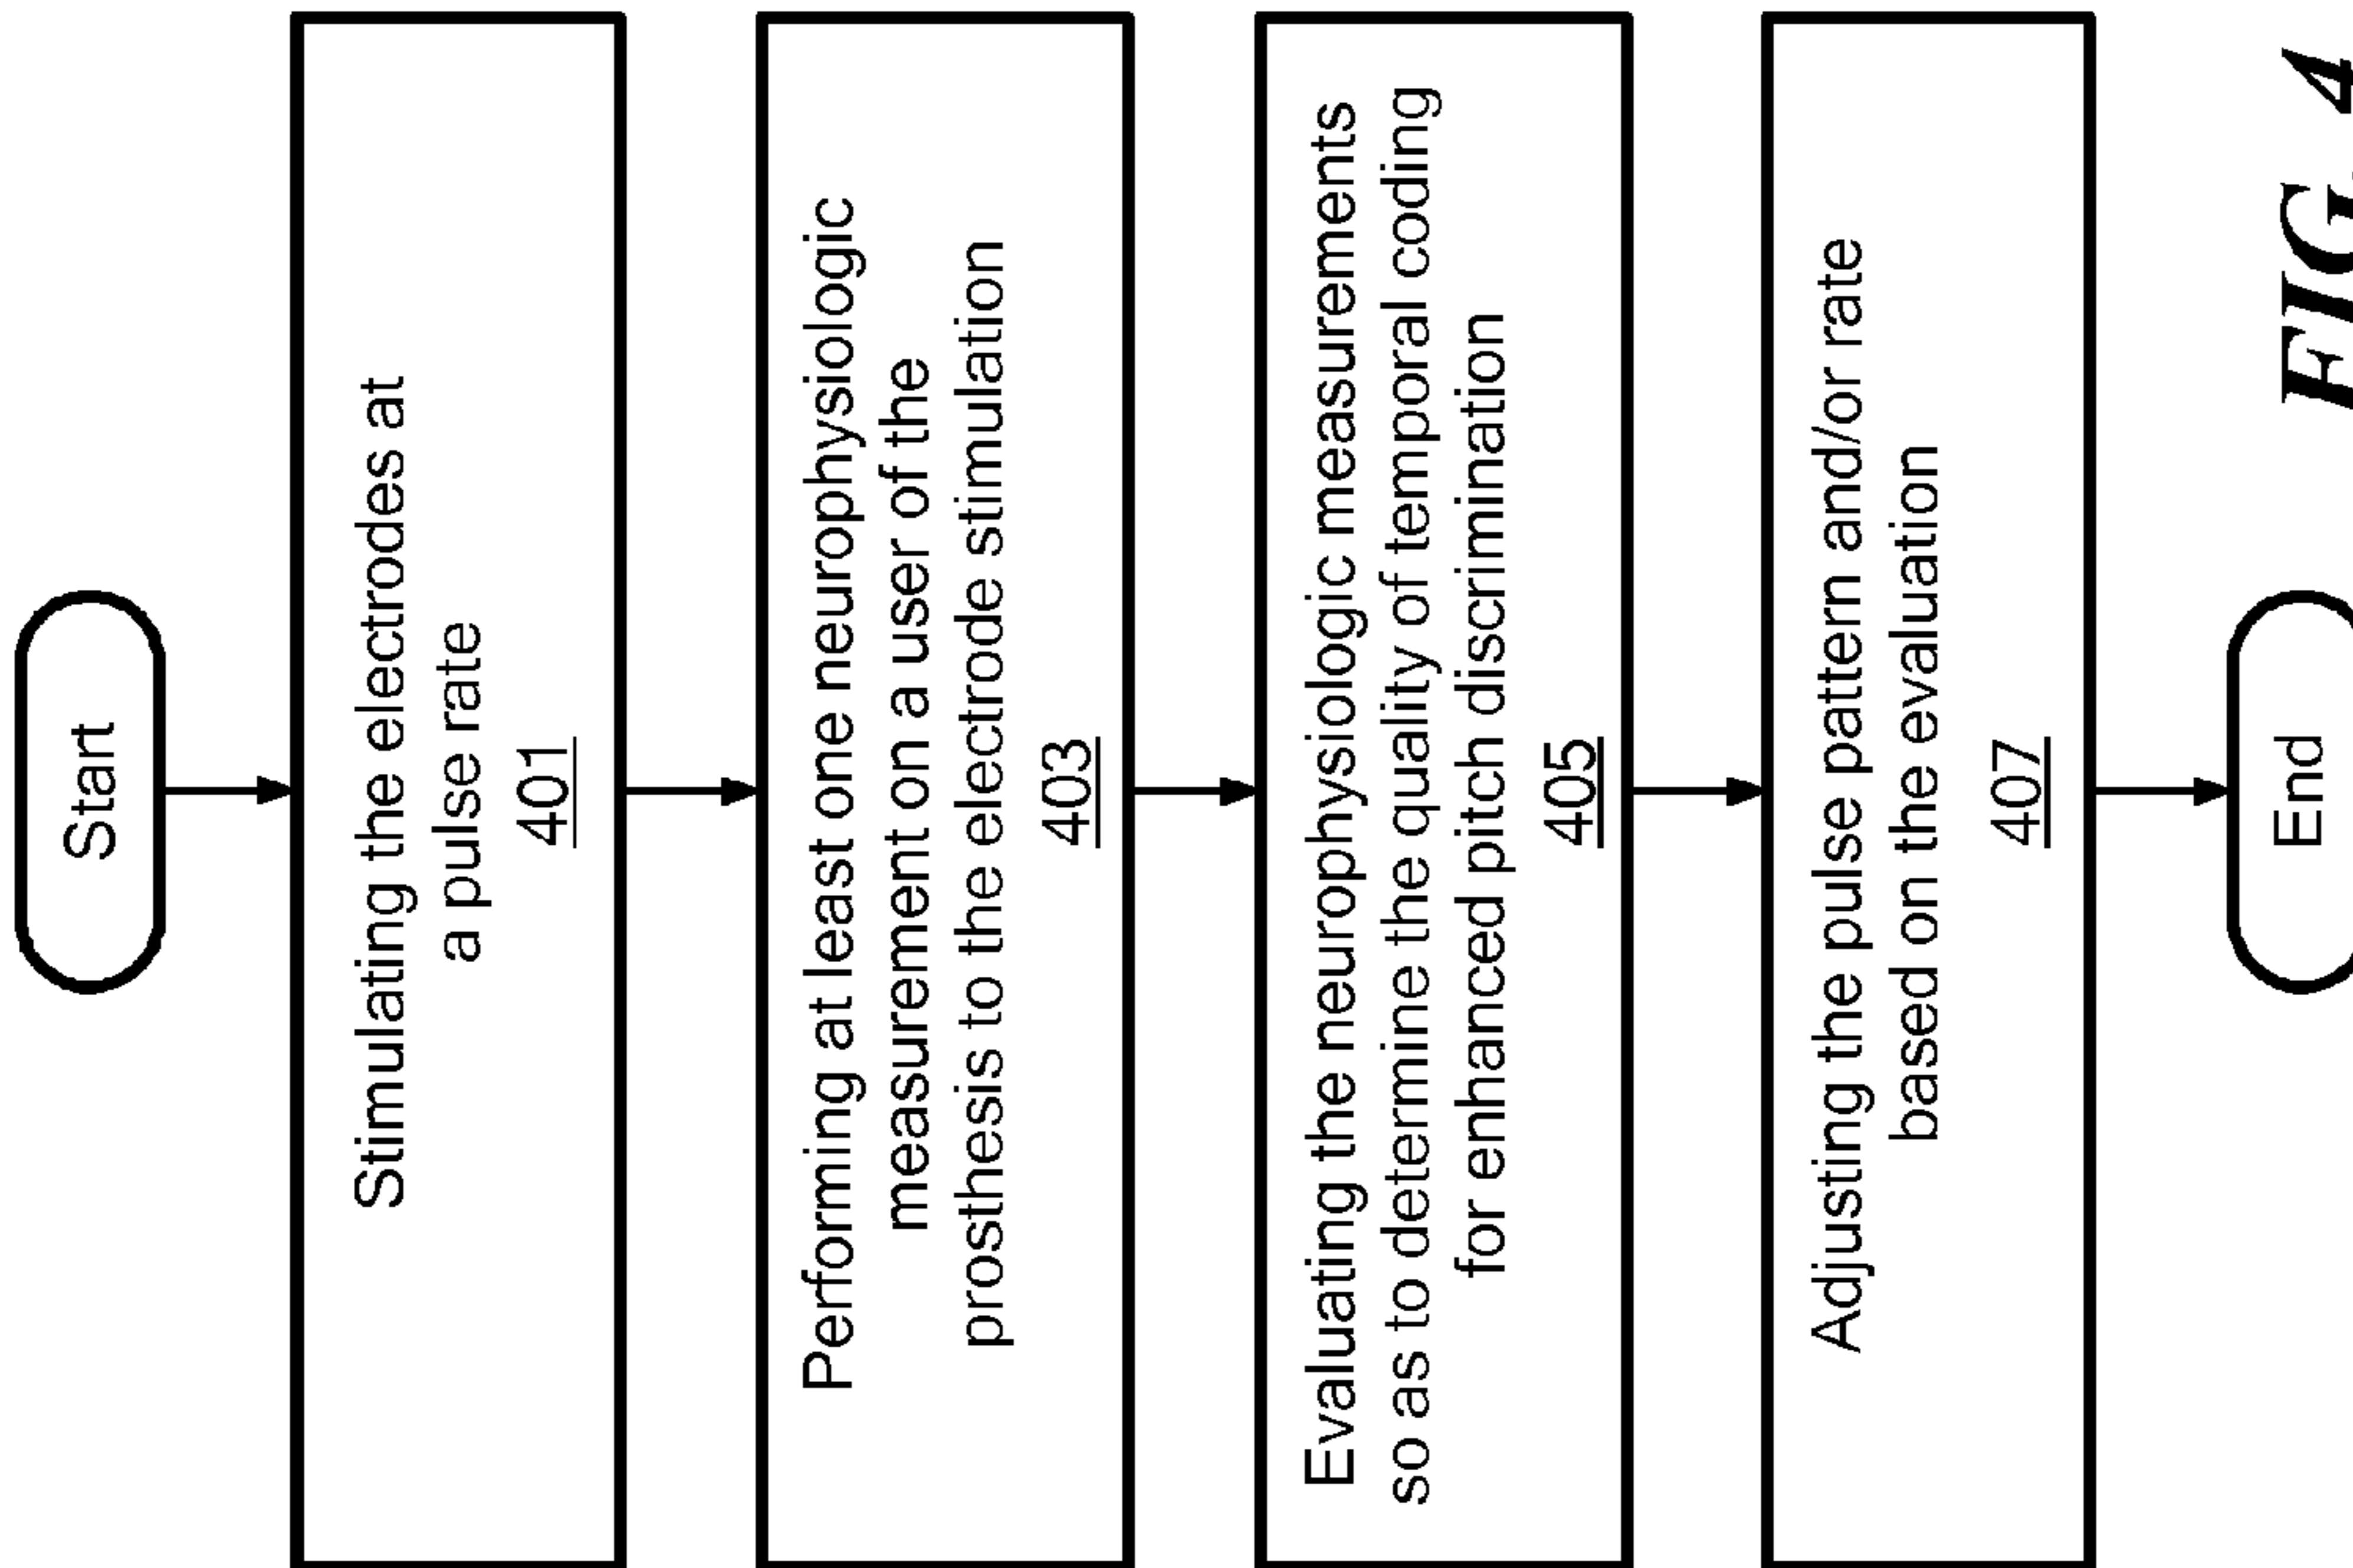 Start
Stimulating the electrodes at
a pulse rate
401
Performing at least one neurophysiologic
measurement on a user of the
prosthesis to the electrode stimulation
403
Evaluating the neurophysiologic measurements
so as to determine the quality of temporal coding
for enhanced pitch discrimination
405
Adjusting the pulse pattern and/or rate
based on the evaluation
407
End
FIG. 4